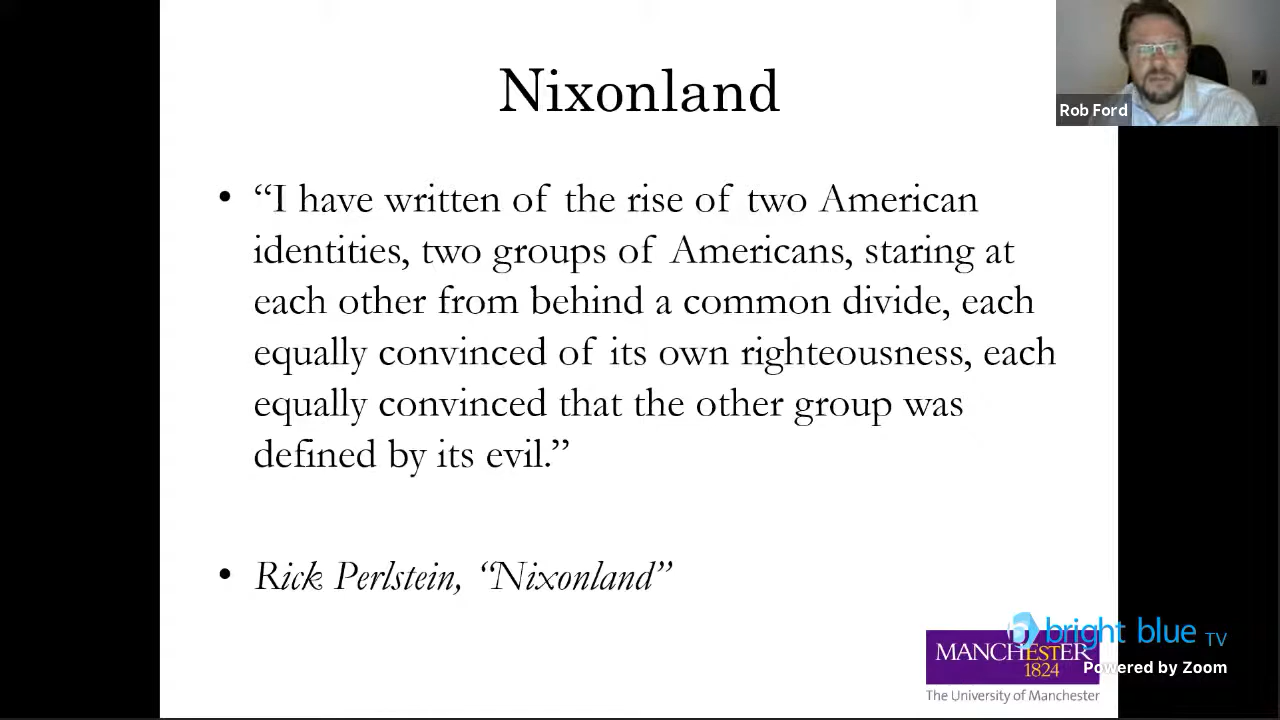 Nixonland
Rob Ford
• “I have written of the rise of two American
identities, two groups of Americans, staring at
each other from behind a common divide, each
equally convinced of its own righteousness, each
equally convinced that the other group was
defined by its evil.”
• Rick Perlstein, “Nixonland”
bright blue TV
MANCHESTER
1824
Powered by Zoom
The University of Manchester